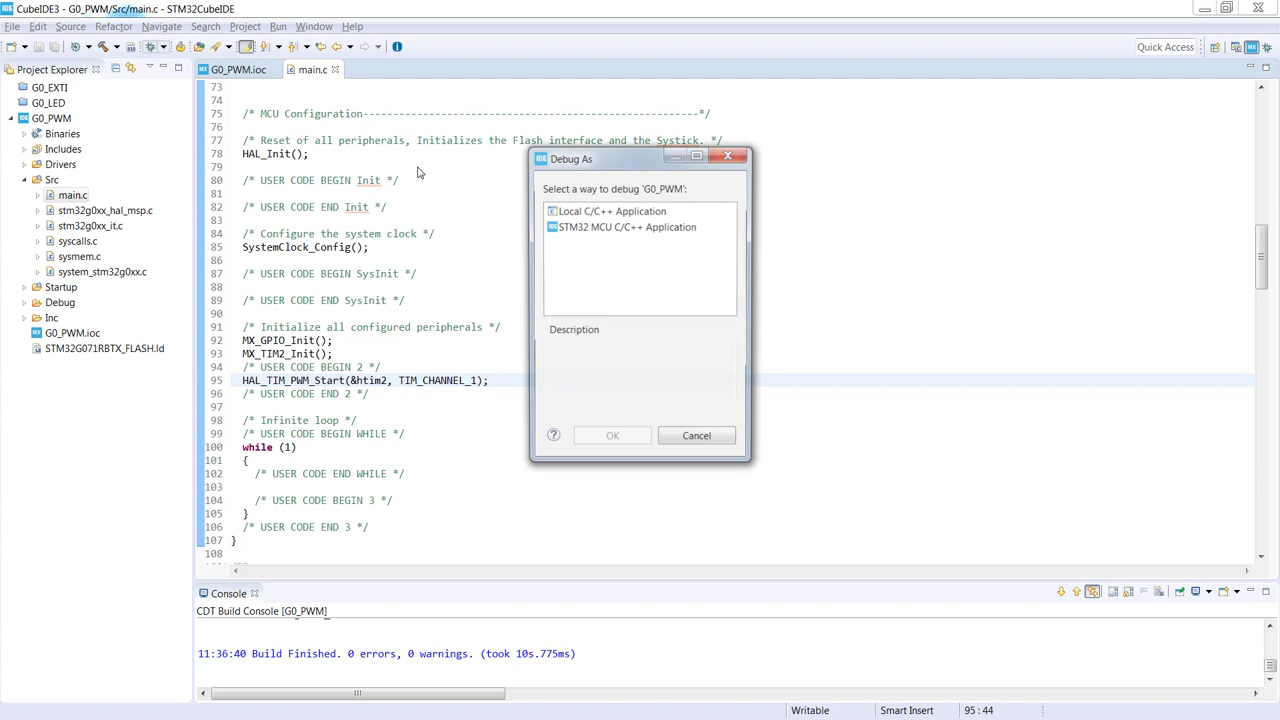 CubeIDE3 - G0_PWM/Src/main.c - STM32CubeIDE
File Edit Source Refactor Navigate Search Project Run Window Help
Quick Access
Project Explorer
G0_EXTI
G0_LED
G0_PWM
Binaries
Includes
Drivers
Src
main.c
stm32g0xx_hal_msp.c
stm32g0xx_it.c
syscalls.c
sysmem.c
system_stm32g0xx.c
Startup
Debug
Inc
G0_PWM.ioc
STM32G071RBTX_FLASH.ld
G0_PWM.ioc
main.c
73
74
75 /* MCU Configuration--------------------------------------------------------*/
76
77 /* Reset of all peripherals, Initializes the Flash interface and the Systick. */
78 HAL_Init();
79
80 /* USER CODE BEGIN Init */
81
82 /* USER CODE END Init */
83
84 /* Configure the system clock */
85 SystemClock_Config();
86
87 /* USER CODE BEGIN SysInit */
88
89 /* USER CODE END SysInit */
90
91 /* Initialize all configured peripherals */
92 MX_GPIO_Init();
93 MX_TIM2_Init();
94 /* USER CODE BEGIN 2 */
95 HAL_TIM_PWM_Start(&htim2, TIM_CHANNEL_1);
96 /* USER CODE END 2 */
97
98 /* Infinite loop */
99 /* USER CODE BEGIN WHILE */
100 while (1)
101 {
102 /* USER CODE END WHILE */
103
104 /* USER CODE BEGIN 3 */
105 }
106 /* USER CODE END 3 */
107 }
108
Debug As
Select a way to debug 'G0_PWM':
Local C/C++ Application
STM32 MCU C/C++ Application
Description
OK
Cancel
Console
CDT Build Console [G0_PWM]
11:36:40 Build Finished. 0 errors, 0 warnings. (took 10s.775ms)
Writable
Smart Insert
95 : 44